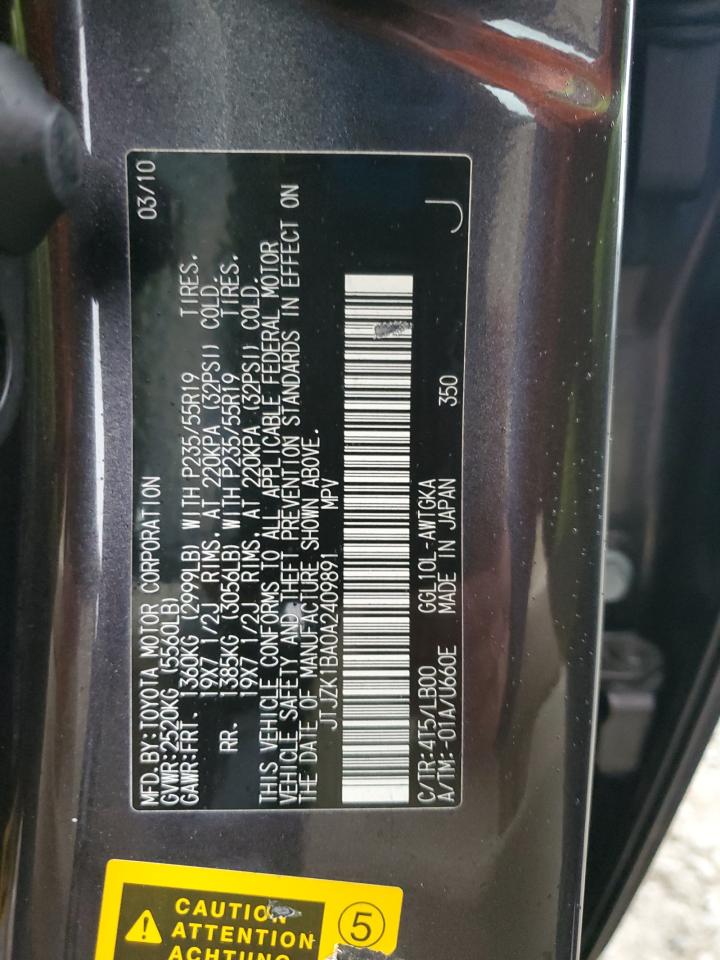 MFD. BY: TOYOTA MOTOR CORPORATION 03/10
GVWR: 2520KG (5560LB)
GAWR: FRT. 1360KG (2999LB) WITH P235/55R19 TIRES.
19X7 1/2J RIMS, AT 220KPA (32PSI) COLD.
RR. 1385KG (3056LB) WITH P235/55R19 TIRES.
19X7 1/2J RIMS, AT 220KPA (32PSI) COLD.
THIS VEHICLE CONFORMS TO ALL APPLICABLE FEDERAL MOTOR
VEHICLE SAFETY AND THEFT PREVENTION STANDARDS IN EFFECT ON
THE DATE OF MANUFACTURE SHOWN ABOVE.
JTJZK1BA0A2409891 MPV
C/TR: 4T5/LB00 GGL10L-AWTGKA 350
A/TM: -01A/U660E MADE IN JAPAN
J
CAUTION
ATTENTION
ACHTUNG
5